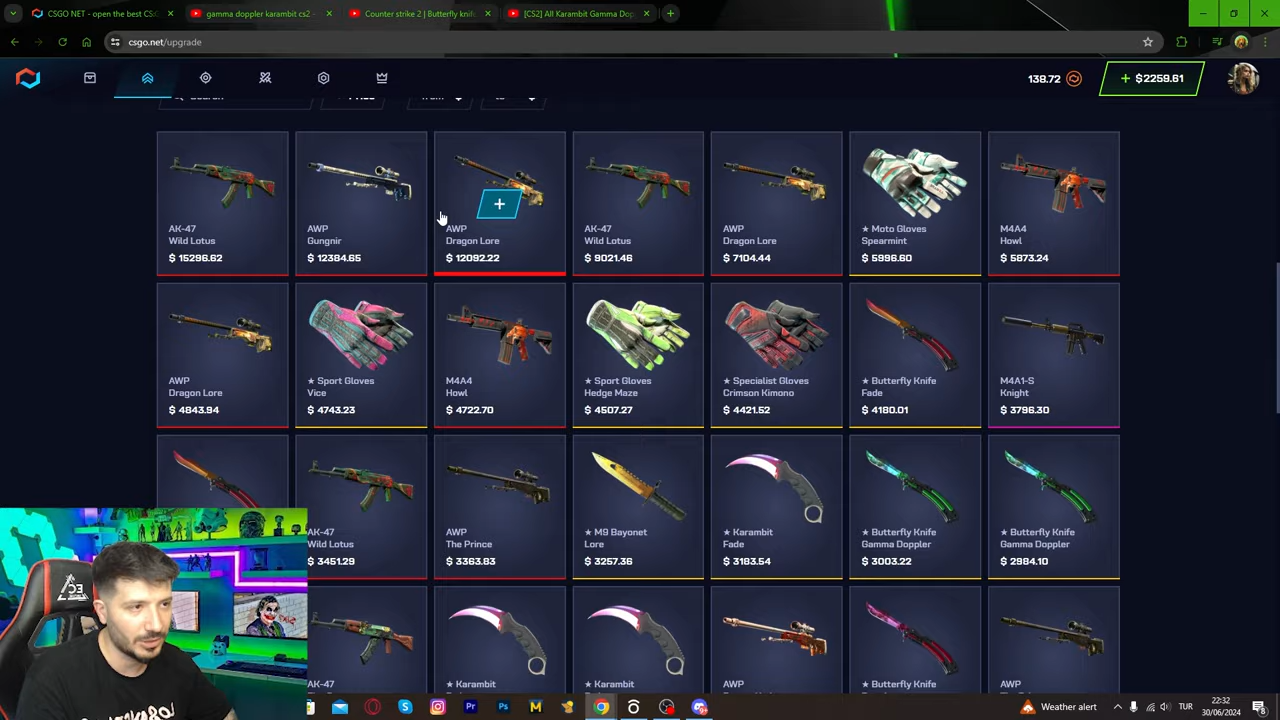 CSGO NET - open the best CS
gamma doppler karambit cs2 -
Counter strike 2 | Butterfly knif
[CS2] All Karambit Gamma Dop
csgo.net/upgrade
138.72
+ $2259.61
AK-47
Wild Lotus
$ 15296.62
AWP
Gungnir
$ 12384.65
AWP
Dragon Lore
$ 12092.22
AK-47
Wild Lotus
$ 9021.46
AWP
Dragon Lore
$ 7104.44
★ Moto Gloves
Spearmint
$ 5996.60
M4A4
Howl
$ 5873.24
AWP
Dragon Lore
$ 4843.94
★ Sport Gloves
Vice
$ 4743.23
M4A4
Howl
$ 4722.70
★ Sport Gloves
Hedge Maze
$ 4507.27
★ Specialist Gloves
Crimson Kimono
$ 4421.52
★ Butterfly Knife
Fade
$ 4180.01
M4A1-S
Knight
$ 3796.30
AK-47
Wild Lotus
$ 3451.29
AWP
The Prince
$ 3363.83
★ M9 Bayonet
Lore
$ 3257.36
★ Karambit
Fade
$ 3183.54
★ Butterfly Knife
Gamma Doppler
$ 3003.22
★ Butterfly Knife
Gamma Doppler
$ 2984.10
AK-47
★ Karambit
★ Karambit
AWP
★ Butterfly Knife
AWP
Weather alert
TUR
22:32
30/06/2024